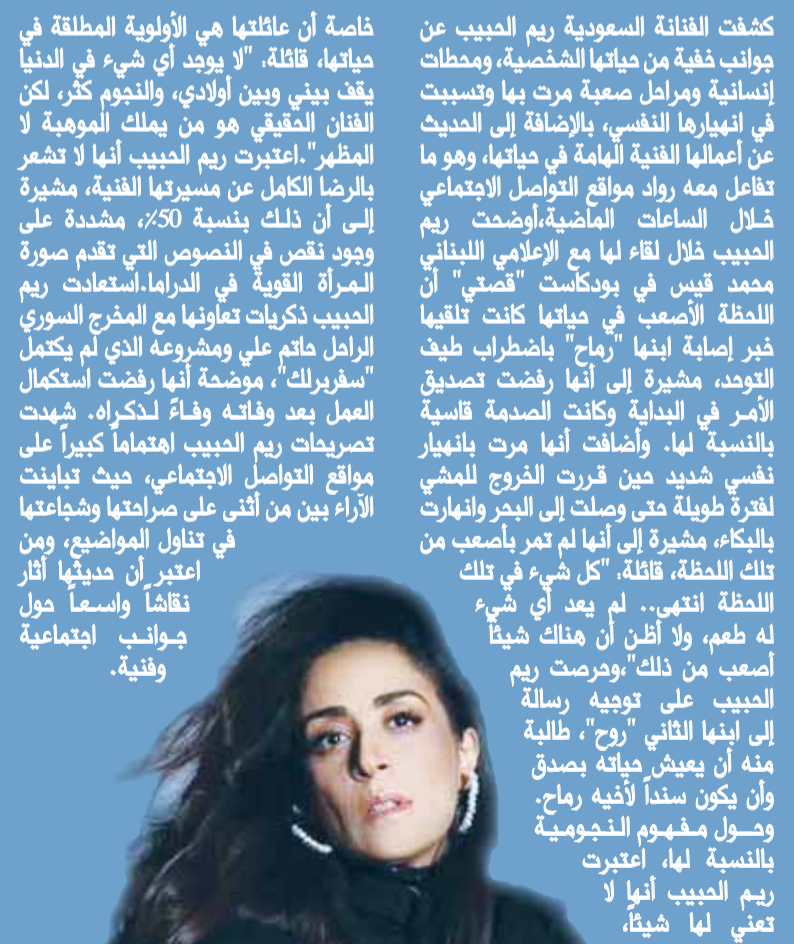 كشفت الفنانة السعودية ريم الحبيب عن
جوانب خفية من حياتها الشخصية، ومحطات
إنسانية ومراحل صعبة مرت بها وتسببت
في انهيارها النفسي، بالإضافة إلى الحديث
عن أعمالها الفنية الهامة في حياتها، وهو ما
تفاعل معه رواد مواقع التواصل الاجتماعي
خلال الساعات الماضية،أوضحت ريم
الحبيب خلال لقاء لها مع الإعلامي اللبناني
محمد قيس في بودكاست "قصتي" أن
اللحظة الأصعب في حياتها كانت تلقيها
خبر إصابة ابنها "رماح" باضطراب طيف
التوحد، مشيرة إلى أنها رفضت تصديق
الأمر في البداية وكانت الصدمة قاسية
بالنسبة لها. وأضافت أنها مرت بانهيار
نفسي شديد حين قررت الخروج للمشي
لفترة طويلة حتى وصلت إلى البحر وانهارت
بالبكاء، مشيرة إلى أنها لم تمر بأصعب من
تلك اللحظة، قائلة: "كل شيء في تلك
اللحظة انتهى.. لم يعد أي شيء
له طعم، ولا أظن أن هناك شيئاً
أصعب من ذلك"،وحرصت ريم
الحبيب على توجيه رسالة
إلى ابنها الثاني "روح"، طالبة
منه أن يعيش حياته بصدق
وأن يكون سنداً لأخيه رماح.
وحول مفهوم النجومية
بالنسبة لها، اعتبرت
ريم الحبيب أنها لا
تعني لها شيئاً،
خاصة أن عائلتها هي الأولوية المطلقة في
حياتها، قائلة: "لا يوجد أي شيء في الدنيا
يقف بيني وبين أولادي، والنجوم كثر، لكن
الفنان الحقيقي هو من يملك الموهبة لا
المظهر".اعتبرت ريم الحبيب أنها لا تشعر
بالرضا الكامل عن مسيرتها الفنية، مشيرة
إلى أن ذلك بنسبة 50٪، مشددة على
وجود نقص في النصوص التي تقدم صورة
المرأة القوية في الدراما.استعادت ريم
الحبيب ذكريات تعاونها مع المخرج السوري
الراحل حاتم علي ومشروعه الذي لم يكتمل
"سفربرلك"، موضحة أنها رفضت استكمال
العمل بعد وفاته وفاءً لذكراه. شهدت
تصريحات ريم الحبيب اهتماماً كبيراً على
مواقع التواصل الاجتماعي، حيث تباينت
الآراء بين من أثنى على صراحتها وشجاعتها
في تناول المواضيع، ومن
اعتبر أن حديثها أثار
نقاشاً واسعاً حول
جوانب اجتماعية
وفنية.